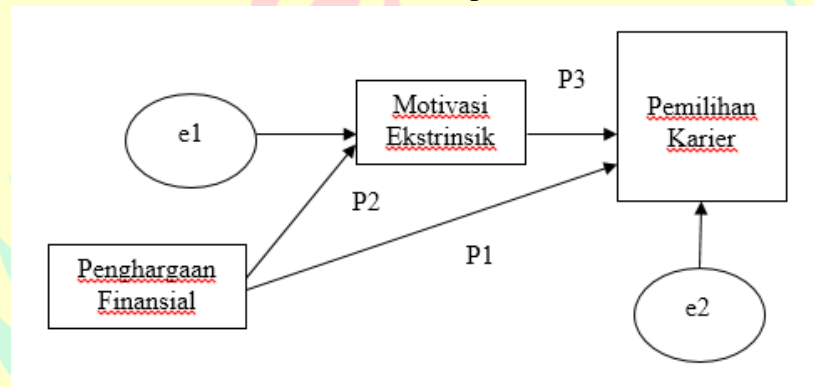 P3
Motivasi
Ekstrinsik
Pemilihan
Karier
e1
P2
P1
Penghargaan
Finansial
e2